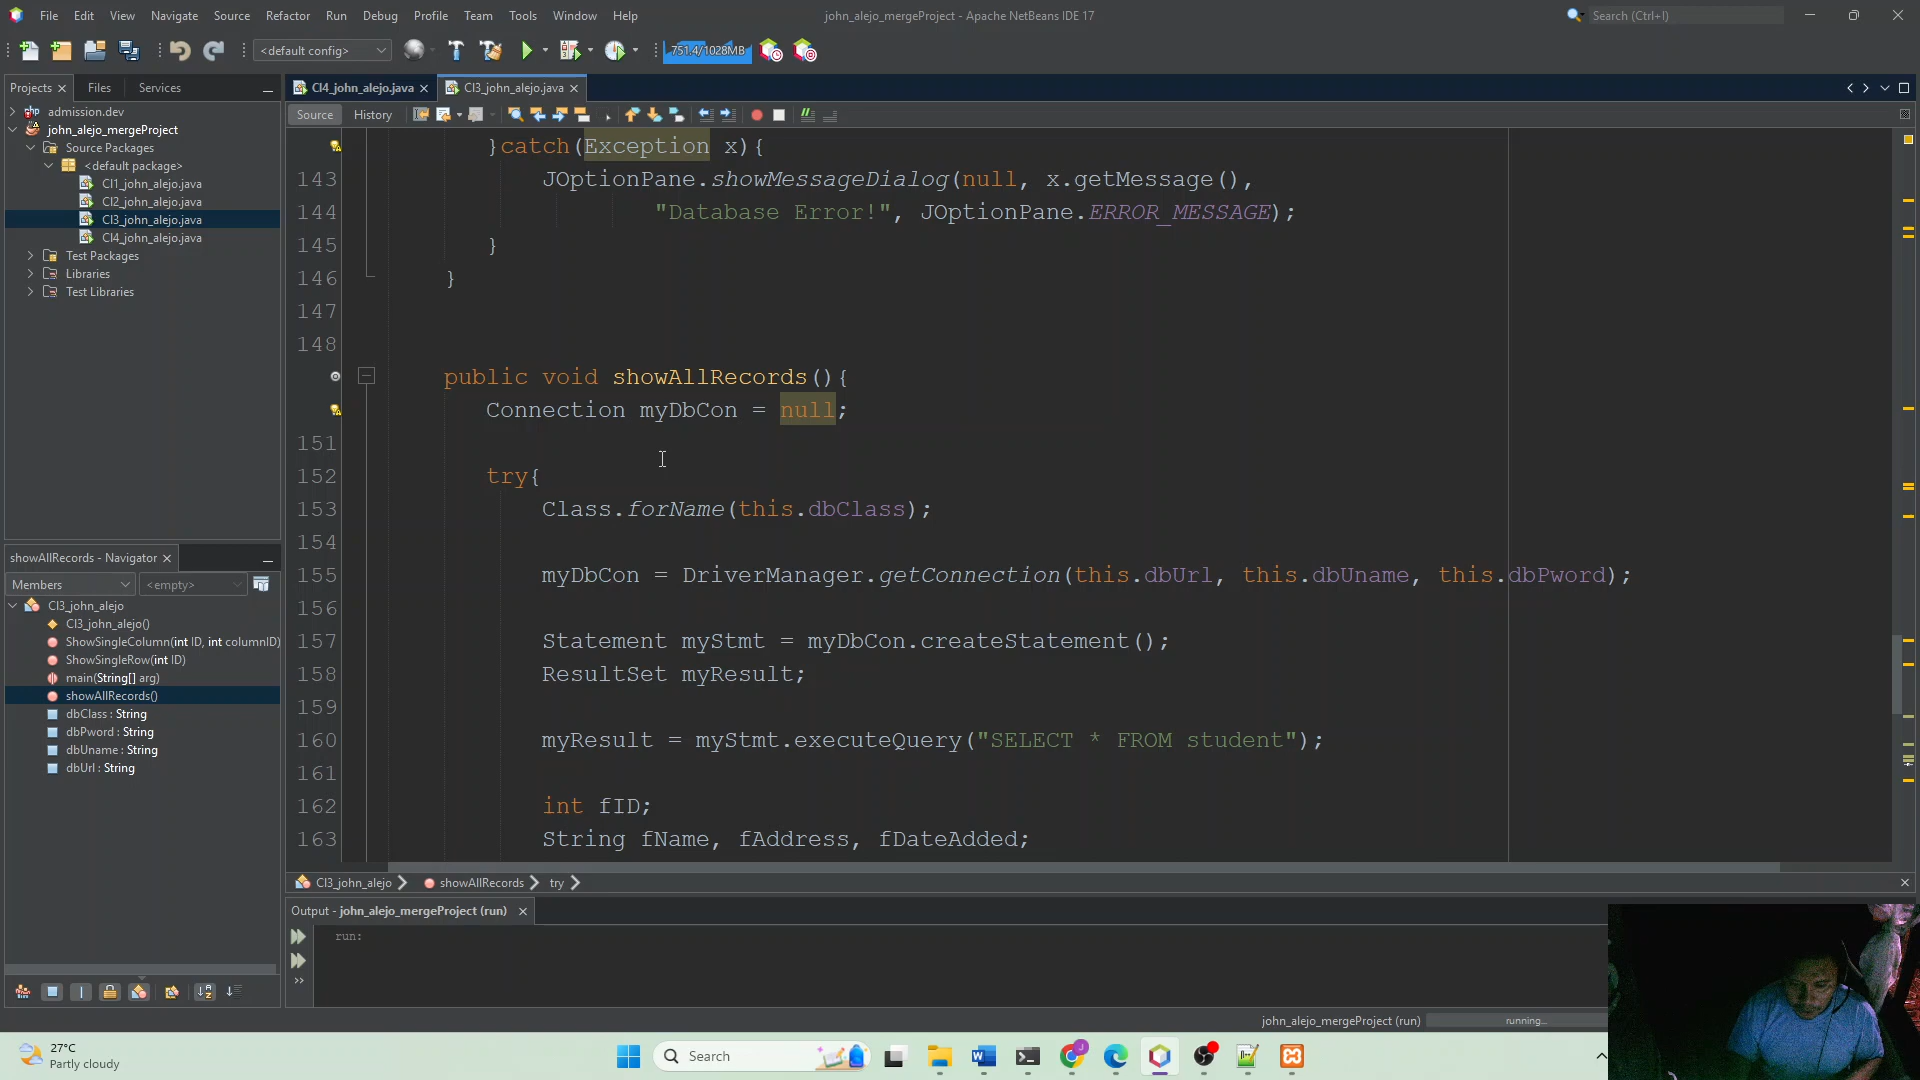 File Edit View Navigate Source Refactor Run Debug Profile Team Tools Window Help
john_alejo_mergeProject - Apache NetBeans IDE 17
Search (Ctrl+I)
<default config>
751.4/1028MB
Projects Files Services
CI4_john_alejo.java CI3_john_alejo.java
Source History
admission.dev
john_alejo_mergeProject
Source Packages
<default package>
CI1_john_alejo.java
CI2_john_alejo.java
CI3_john_alejo.java
CI4_john_alejo.java
Test Packages
Libraries
Test Libraries
showAllRecords - Navigator
Members <empty>
CI3_john_alejo
CI3_john_alejo()
ShowSingleColumn(int ID, int columnID)
ShowSingleRow(int ID)
main(String[] arg)
showAllRecords()
dbClass : String
dbPword : String
dbUname : String
dbUrl : String
}catch(Exception x){
143 JOptionPane.showMessageDialog(null, x.getMessage(),
144 "Database Error!", JOptionPane.ERROR_MESSAGE);
145 }
146 }
147
148
public void showAllRecords(){
Connection myDbCon = null;
151
152 try{
153 Class.forName(this.dbClass);
154
155 myDbCon = DriverManager.getConnection(this.dbUrl, this.dbUname, this.dbPword);
156
157 Statement myStmt = myDbCon.createStatement();
158 ResultSet myResult;
159
160 myResult = myStmt.executeQuery("SELECT * FROM student");
161
162 int fID;
163 String fName, fAddress, fDateAdded;
CI3_john_alejo showAllRecords try
Output - john_alejo_mergeProject (run)
run:
john_alejo_mergeProject (run) running...
27°C
Partly cloudy
Search